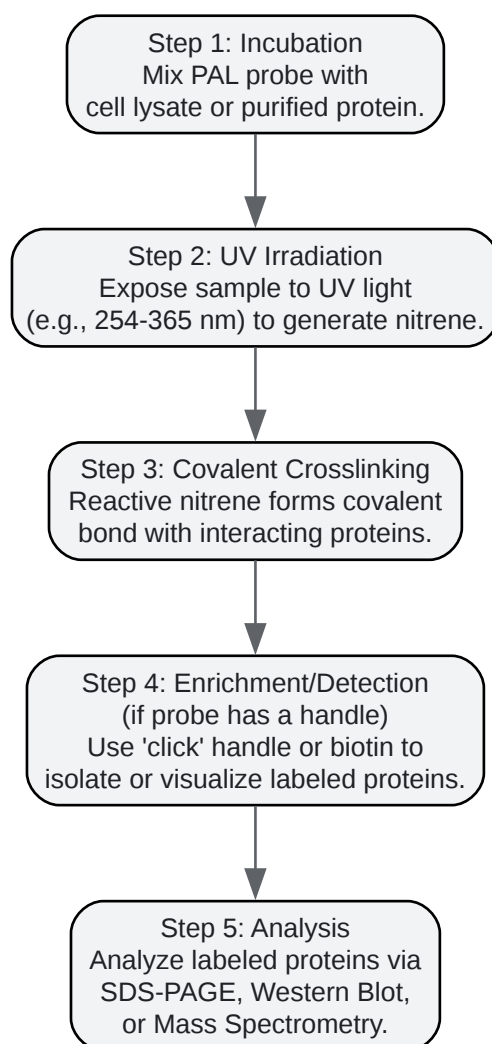 Step 1: Incubation
Mix PAL probe with
cell lysate or purified protein.
Step 2: UV Irradiation
Expose sample to UV light
(e.g., 254-365 nm) to generate nitrene.
Step 3: Covalent Crosslinking
Reactive nitrene forms covalent
bond with interacting proteins.
Step 4: Enrichment/Detection
(if probe has a handle)
Use 'click' handle or biotin to
isolate or visualize labeled proteins.
Step 5: Analysis
Analyze labeled proteins via
SDS-PAGE, Western Blot,
or Mass Spectrometry.